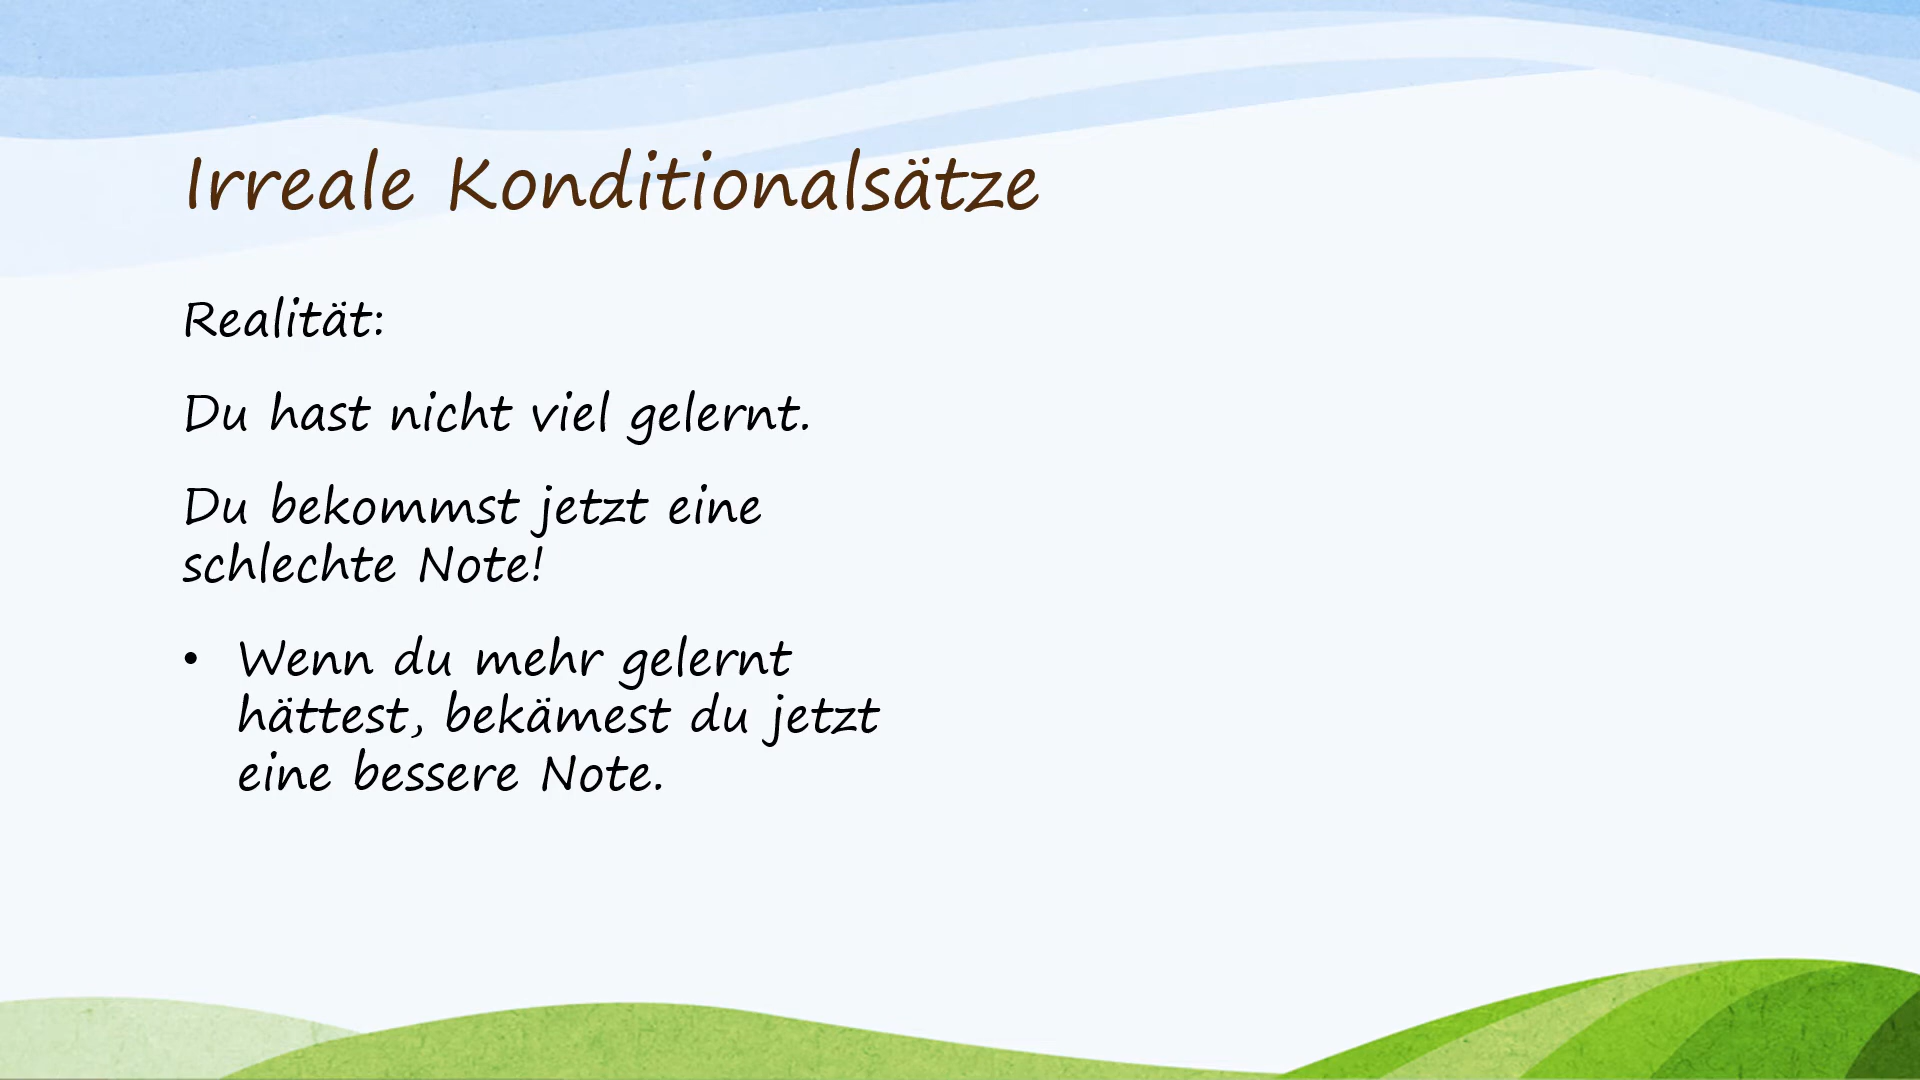 Irreale Konditionalsätze
Realität:
Du hast nicht viel gelernt.
Du bekommst jetzt eine
schlechte Note!
• Wenn du mehr gelernt
hättest, bekämest du jetzt
eine bessere Note.